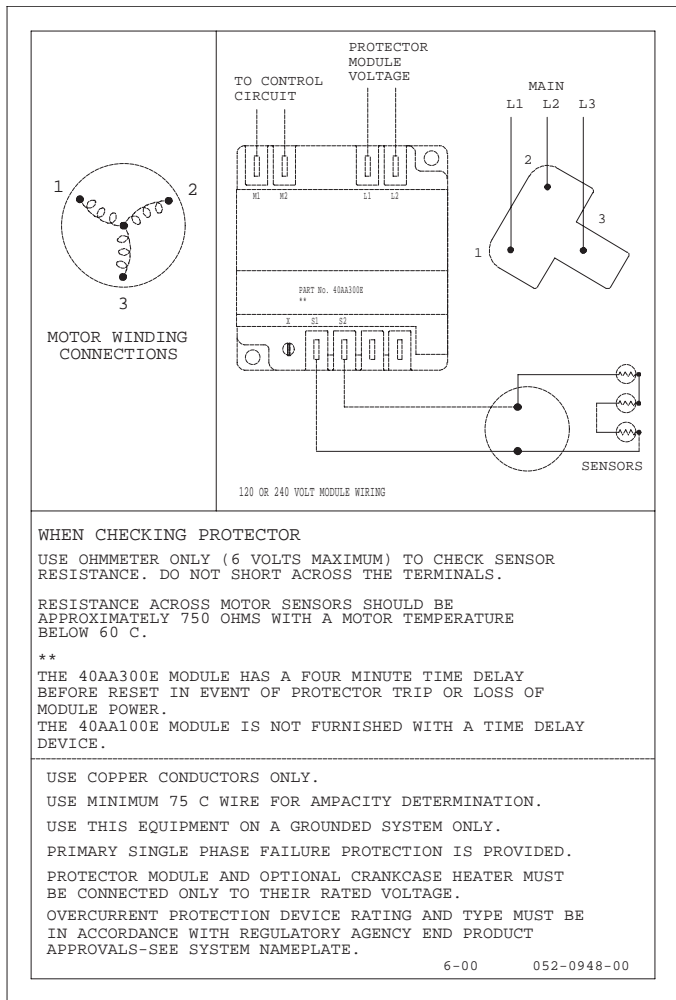 PROTECTOR
MODULE
VOLTAGE
TO CONTROL
CIRCUIT
MAIN
L1 L2 L3
1
2
3
MOTOR WINDING
CONNECTIONS
M1 M2 L1 L2
PART No. 40AA300E
**
X S1 S2
2
3
1
SENSORS
120 OR 240 VOLT MODULE WIRING
WHEN CHECKING PROTECTOR
USE OHMMETER ONLY (6 VOLTS MAXIMUM) TO CHECK SENSOR
RESISTANCE. DO NOT SHORT ACROSS THE TERMINALS.
RESISTANCE ACROSS MOTOR SENSORS SHOULD BE
APPROXIMATELY 750 OHMS WITH A MOTOR TEMPERATURE
BELOW 60 C.
**
THE 40AA300E MODULE HAS A FOUR MINUTE TIME DELAY
BEFORE RESET IN EVENT OF PROTECTOR TRIP OR LOSS OF
MODULE POWER.
THE 40AA100E MODULE IS NOT FURNISHED WITH A TIME DELAY
DEVICE.
USE COPPER CONDUCTORS ONLY.
USE MINIMUM 75 C WIRE FOR AMPACITY DETERMINATION.
USE THIS EQUIPMENT ON A GROUNDED SYSTEM ONLY.
PRIMARY SINGLE PHASE FAILURE PROTECTION IS PROVIDED.
PROTECTOR MODULE AND OPTIONAL CRANKCASE HEATER MUST
BE CONNECTED ONLY TO THEIR RATED VOLTAGE.
OVERCURRENT PROTECTION DEVICE RATING AND TYPE MUST BE
IN ACCORDANCE WITH REGULATORY AGENCY END PRODUCT
APPROVALS-SEE SYSTEM NAMEPLATE.
6-00 052-0948-00